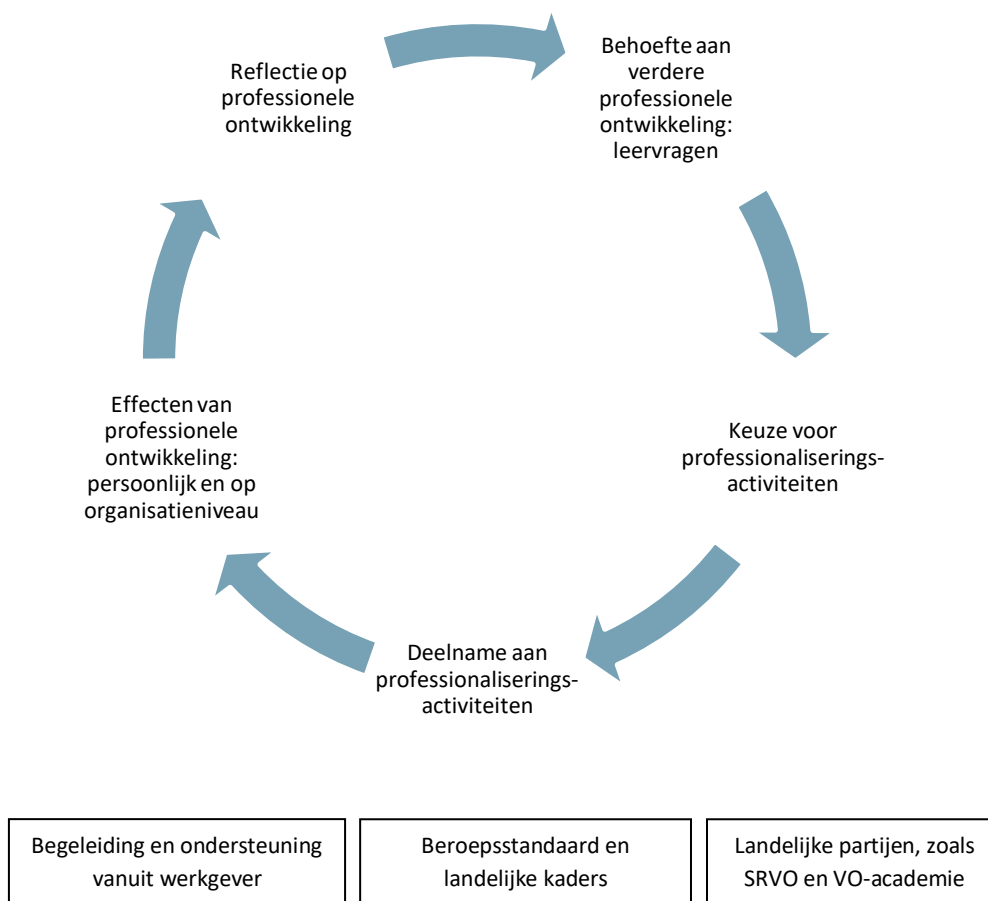 Reflectie op
professionele
ontwikkeling
Behoefte aan
verdere
professionele
ontwikkeling:
leervragen
Keuze voor
professionaliserings-
activiteiten
Deelname aan
professionaliserings-
activiteiten
Effecten van
professionele
ontwikkeling:
persoonlijk en op
organisatieniveau
Begeleiding en ondersteuning
vanuit werkgever
Beroepsstandaard en
landelijke kaders
Landelijke partijen, zoals
SRVO en VO-academie